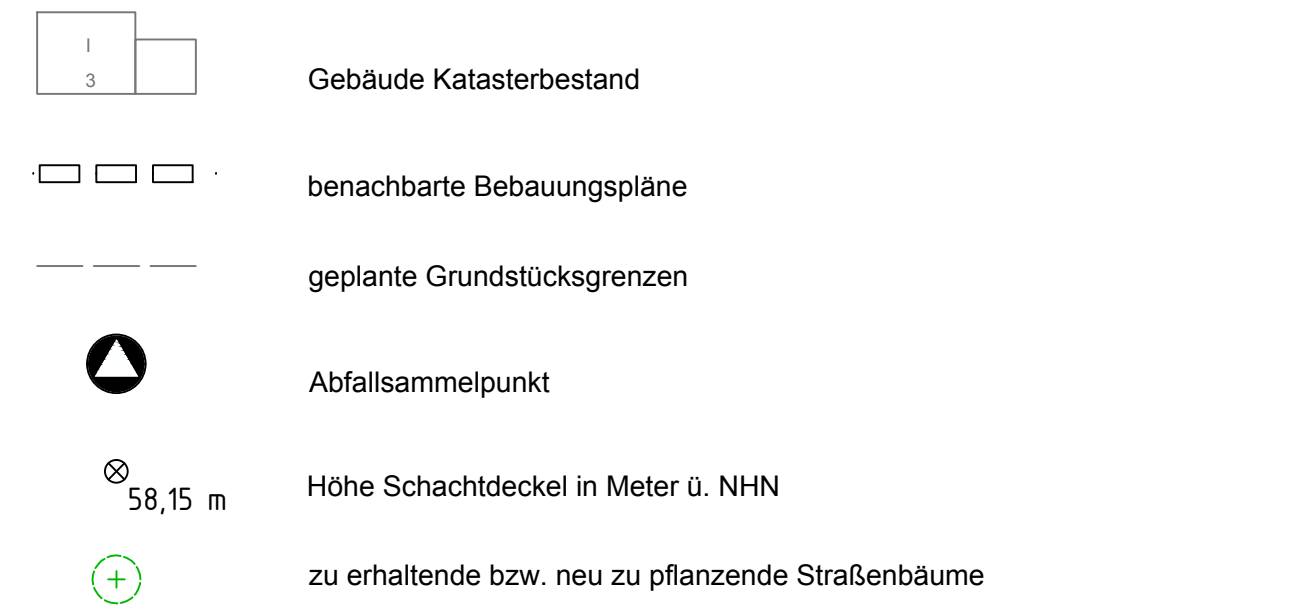 I
3
Gebäude Katasterbestand
benachbarte Bebauungspläne
geplante Grundstücksgrenzen
Abfallsammelpunkt
58,15 m
Höhe Schachtdeckel in Meter ü. NHN
zu erhaltende bzw. neu zu pflanzende Straßenbäume